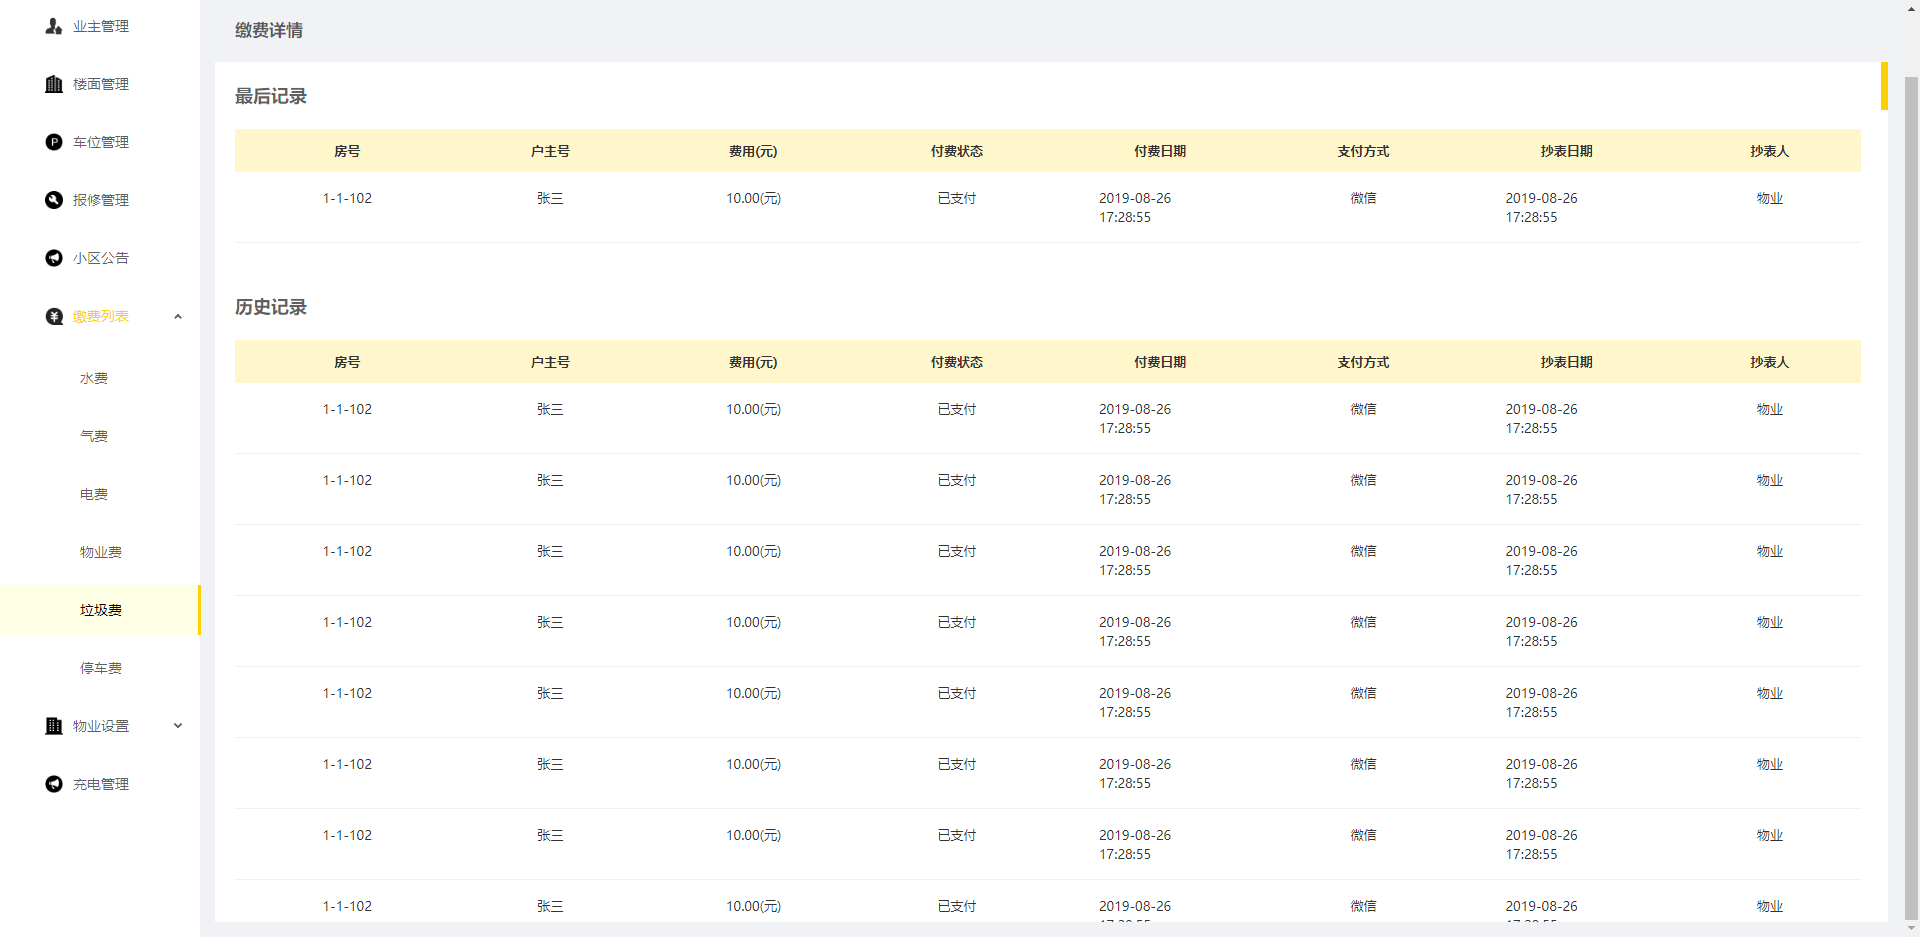 业主管理
楼面管理
车位管理
报修管理
小区公告
缴费列表
水费
气费
电费
物业费
垃圾费
停车费
物业设置
充电管理
缴费详情
最后记录
房号 户主号 费用(元) 付费状态 付费日期 支付方式 抄表日期 抄表人
1-1-102 张三 10.00(元) 已支付 2019-08-26 微信 2019-08-26 物业
17:28:55 17:28:55
历史记录
房号 户主号 费用(元) 付费状态 付费日期 支付方式 抄表日期 抄表人
1-1-102 张三 10.00(元) 已支付 2019-08-26 微信 2019-08-26 物业
17:28:55 17:28:55
1-1-102 张三 10.00(元) 已支付 2019-08-26 微信 2019-08-26 物业
17:28:55 17:28:55
1-1-102 张三 10.00(元) 已支付 2019-08-26 微信 2019-08-26 物业
17:28:55 17:28:55
1-1-102 张三 10.00(元) 已支付 2019-08-26 微信 2019-08-26 物业
17:28:55 17:28:55
1-1-102 张三 10.00(元) 已支付 2019-08-26 微信 2019-08-26 物业
17:28:55 17:28:55
1-1-102 张三 10.00(元) 已支付 2019-08-26 微信 2019-08-26 物业
17:28:55 17:28:55
1-1-102 张三 10.00(元) 已支付 2019-08-26 微信 2019-08-26 物业
17:28:55 17:28:55
1-1-102 张三 10.00(元) 已支付 2019-08-26 微信 2019-08-26 物业